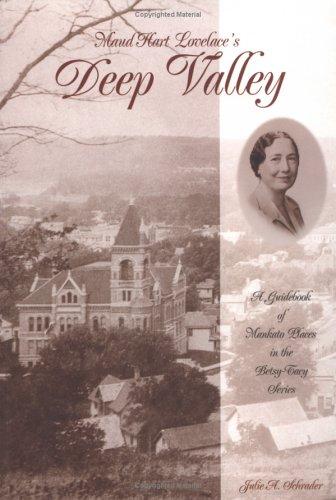 [Copyrighted Material]
Maud Hart Lovelace's
Deep Valley
A Guidebook
of
Mankato Places
in the
Betsy-Tacy
Series
Julie A. Schrader
[Copyrighted Material]